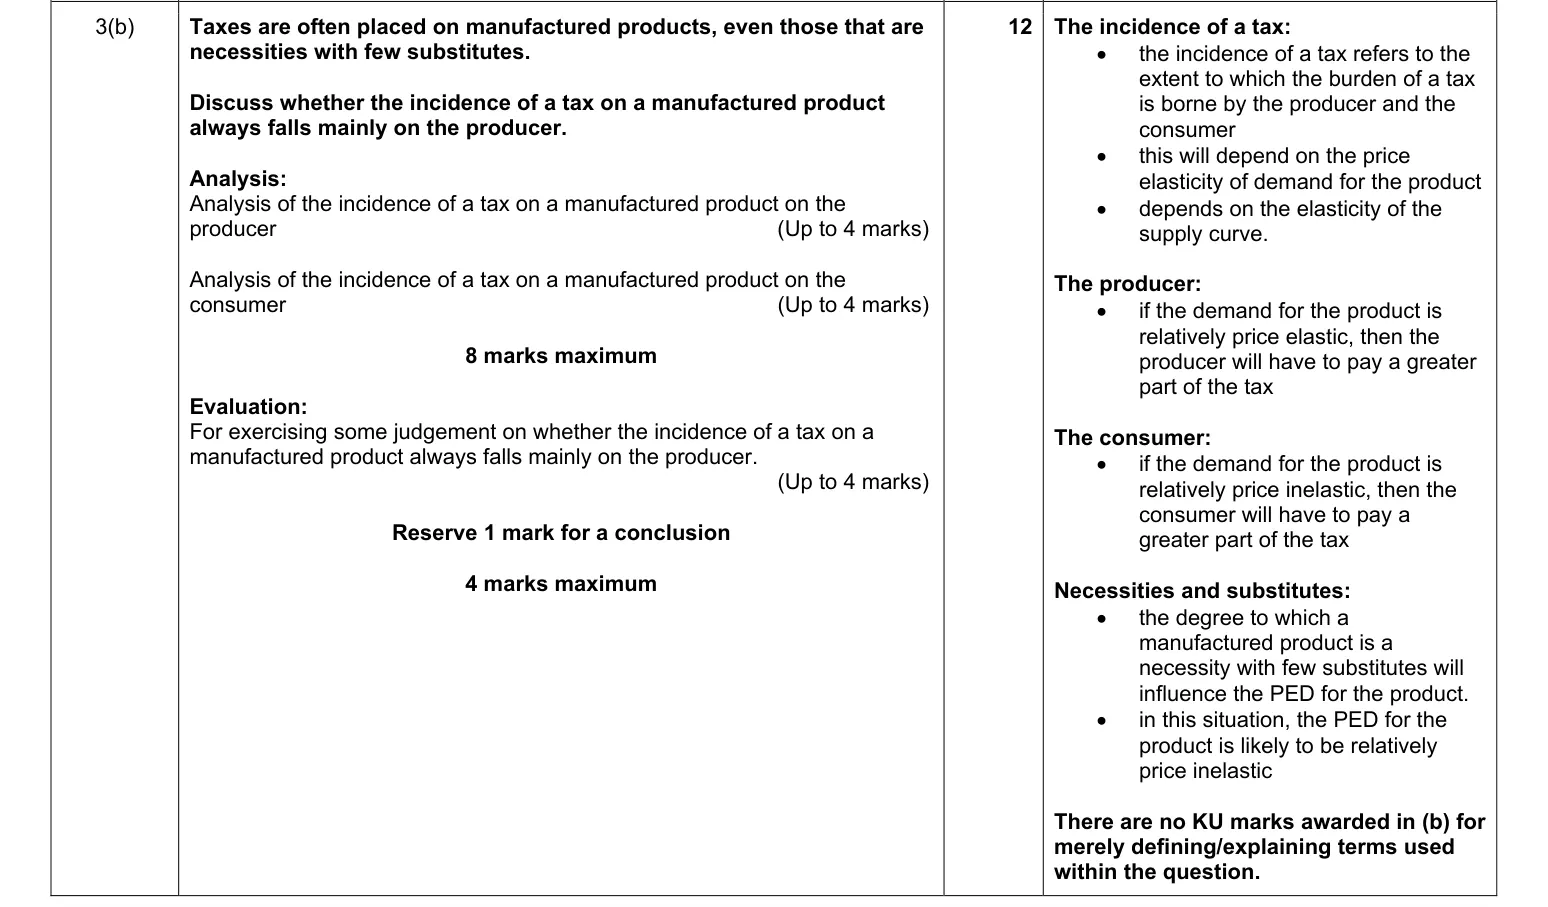 3(b)
Taxes are often placed on manufactured products, even those that are
necessities with few substitutes.
Discuss whether the incidence of a tax on a manufactured product
always falls mainly on the producer.
Analysis:
Analysis of the incidence of a tax on a manufactured product on the
producer (Up to 4 marks)
Analysis of the incidence of a tax on a manufactured product on the
consumer (Up to 4 marks)
8 marks maximum
Evaluation:
For exercising some judgement on whether the incidence of a tax on a
manufactured product always falls mainly on the producer.
(Up to 4 marks)
Reserve 1 mark for a conclusion
4 marks maximum
12
The incidence of a tax:
• the incidence of a tax refers to the
extent to which the burden of a tax
is borne by the producer and the
consumer
• this will depend on the price
elasticity of demand for the product
• depends on the elasticity of the
supply curve.
The producer:
• if the demand for the product is
relatively price elastic, then the
producer will have to pay a greater
part of the tax
The consumer:
• if the demand for the product is
relatively price inelastic, then the
consumer will have to pay a
greater part of the tax
Necessities and substitutes:
• the degree to which a
manufactured product is a
necessity with few substitutes will
influence the PED for the product.
• in this situation, the PED for the
product is likely to be relatively
price inelastic
There are no KU marks awarded in (b) for
merely defining/explaining terms used
within the question.